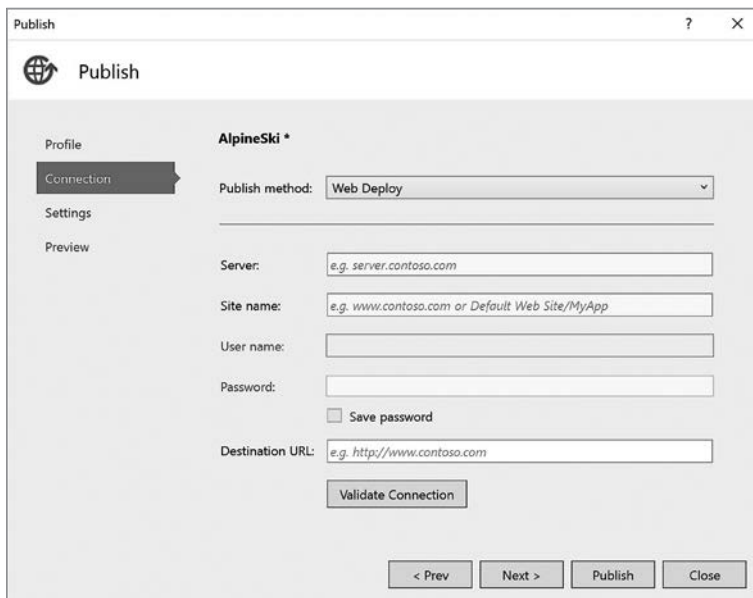 Publish ? ×
Publish
Profile
Connection
Settings
Preview
AlpineSki *
Publish method: Web Deploy
Server: e.g. server.contoso.com
Site name: e.g. www.contoso.com or Default Web Site/MyApp
User name:
Password:
Save password
Destination URL: e.g. http://www.contoso.com
Validate Connection
< Prev Next > Publish Close